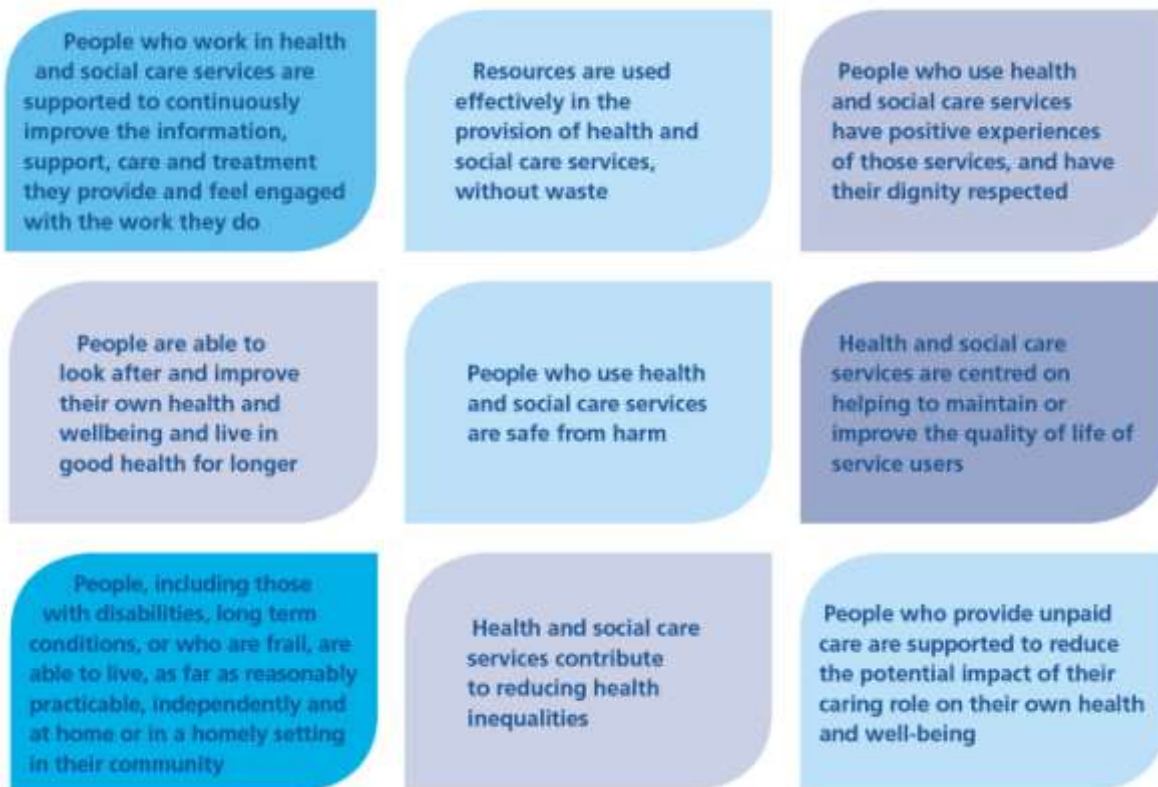 People who work in health
and social care services are
supported to continuously
improve the information,
support, care and treatment
they provide and feel engaged
with the work they do
Resources are used
effectively in the
provision of health and
social care services,
without waste
People who use health
and social care services
have positive experiences
of those services, and have
their dignity respected
People are able to
look after and improve
their own health and
wellbeing and live in
good health for longer
People who use health
and social care services
are safe from harm
Health and social care
services are centred on
helping to maintain or
improve the quality of life of
service users
People, including those
with disabilities, long term
conditions, or who are frail, are
able to live, as far as reasonably
practicable, independently and
at home or in a homely setting
in their community
Health and social care
services contribute
to reducing health
inequalities
People who provide unpaid
care are supported to reduce
the potential impact of their
caring role on their own health
and well-being